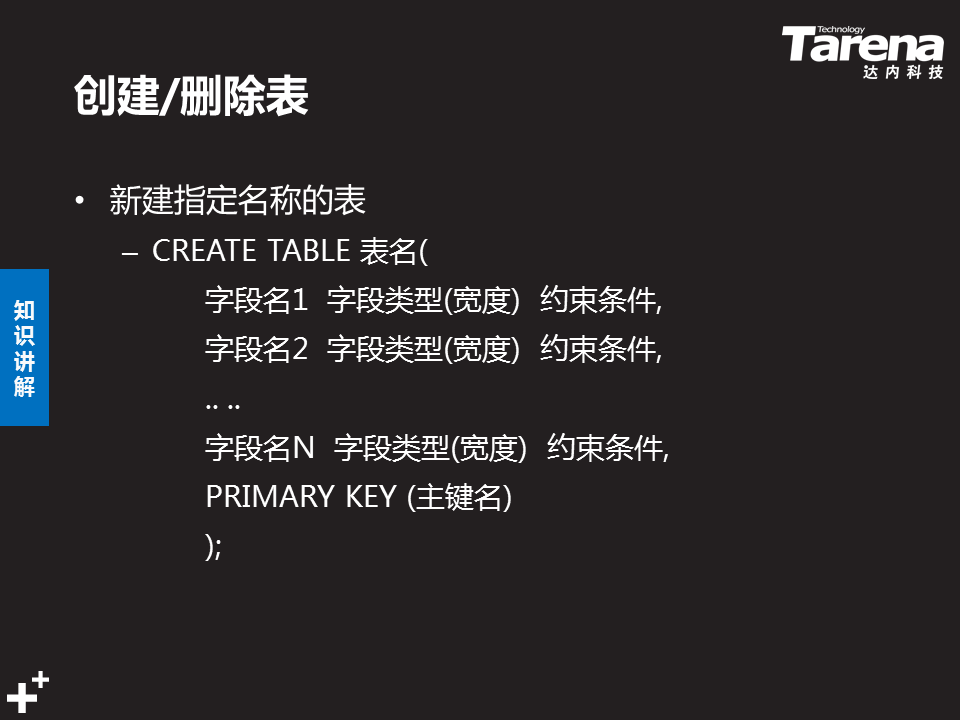 Technology
Tarena
达内科技
创建/删除表
• 新建指定名称的表
– CREATE TABLE 表名(
字段名1 字段类型(宽度) 约束条件,
字段名2 字段类型(宽度) 约束条件,
.. ..
字段名N 字段类型(宽度) 约束条件,
PRIMARY KEY (主键名)
);
知识讲解